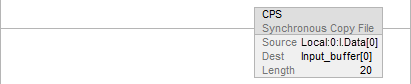 CPS
Synchronous Copy File
Source Local:0:I.Data[0]
Dest Input_buffer[0]
Length 20